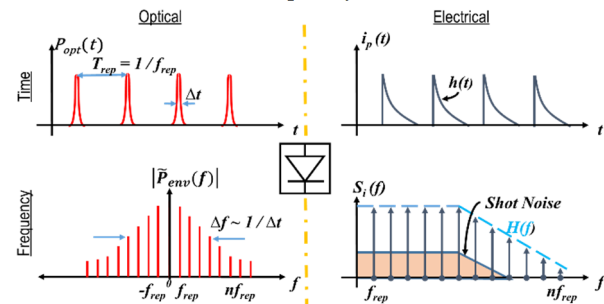 Optical
Electrical
Time
P_opt(t)
T_rep = 1/f_rep
Δt
t
i_p(t)
h(t)
t
Frequency
|P̃_env(f)|
Δf~1/Δt
-f_rep
0
f_rep
nf_rep
f
S_i(f)
Shot Noise
H(f)
f_rep
nf_rep
f